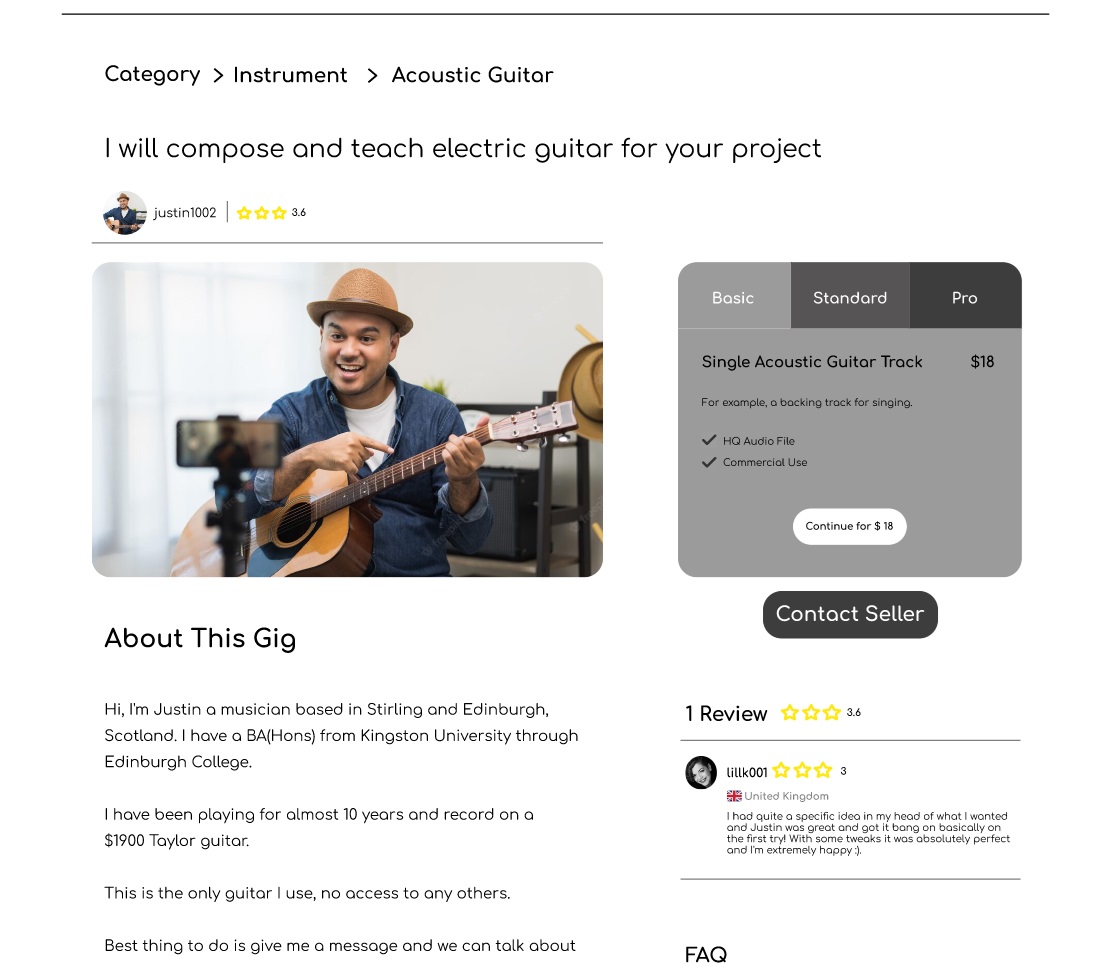 Category > Instrument > Acoustic Guitar
I will compose and teach electric guitar for your project
justin1002 | 3.6
Basic Standard Pro
Single Acoustic Guitar Track $18
For example, a backing track for singing.
HQ Audio File
Commercial Use
Continue for $ 18
Contact Seller
About This Gig
Hi, I'm Justin a musician based in Stirling and Edinburgh,
Scotland. I have a BA(Hons) from Kingston University through
Edinburgh College.
I have been playing for almost 10 years and record on a
$1900 Taylor guitar.
This is the only guitar I use, no access to any others.
Best thing to do is give me a message and we can talk about
1 Review 3.6
lillk001 3
United Kingdom
I had quite a specific idea in my head of what I wanted
and Justin was great and got it bang on basically on
the first try! With some tweaks it was absolutely perfect
and I'm extremely happy :).
FAQ